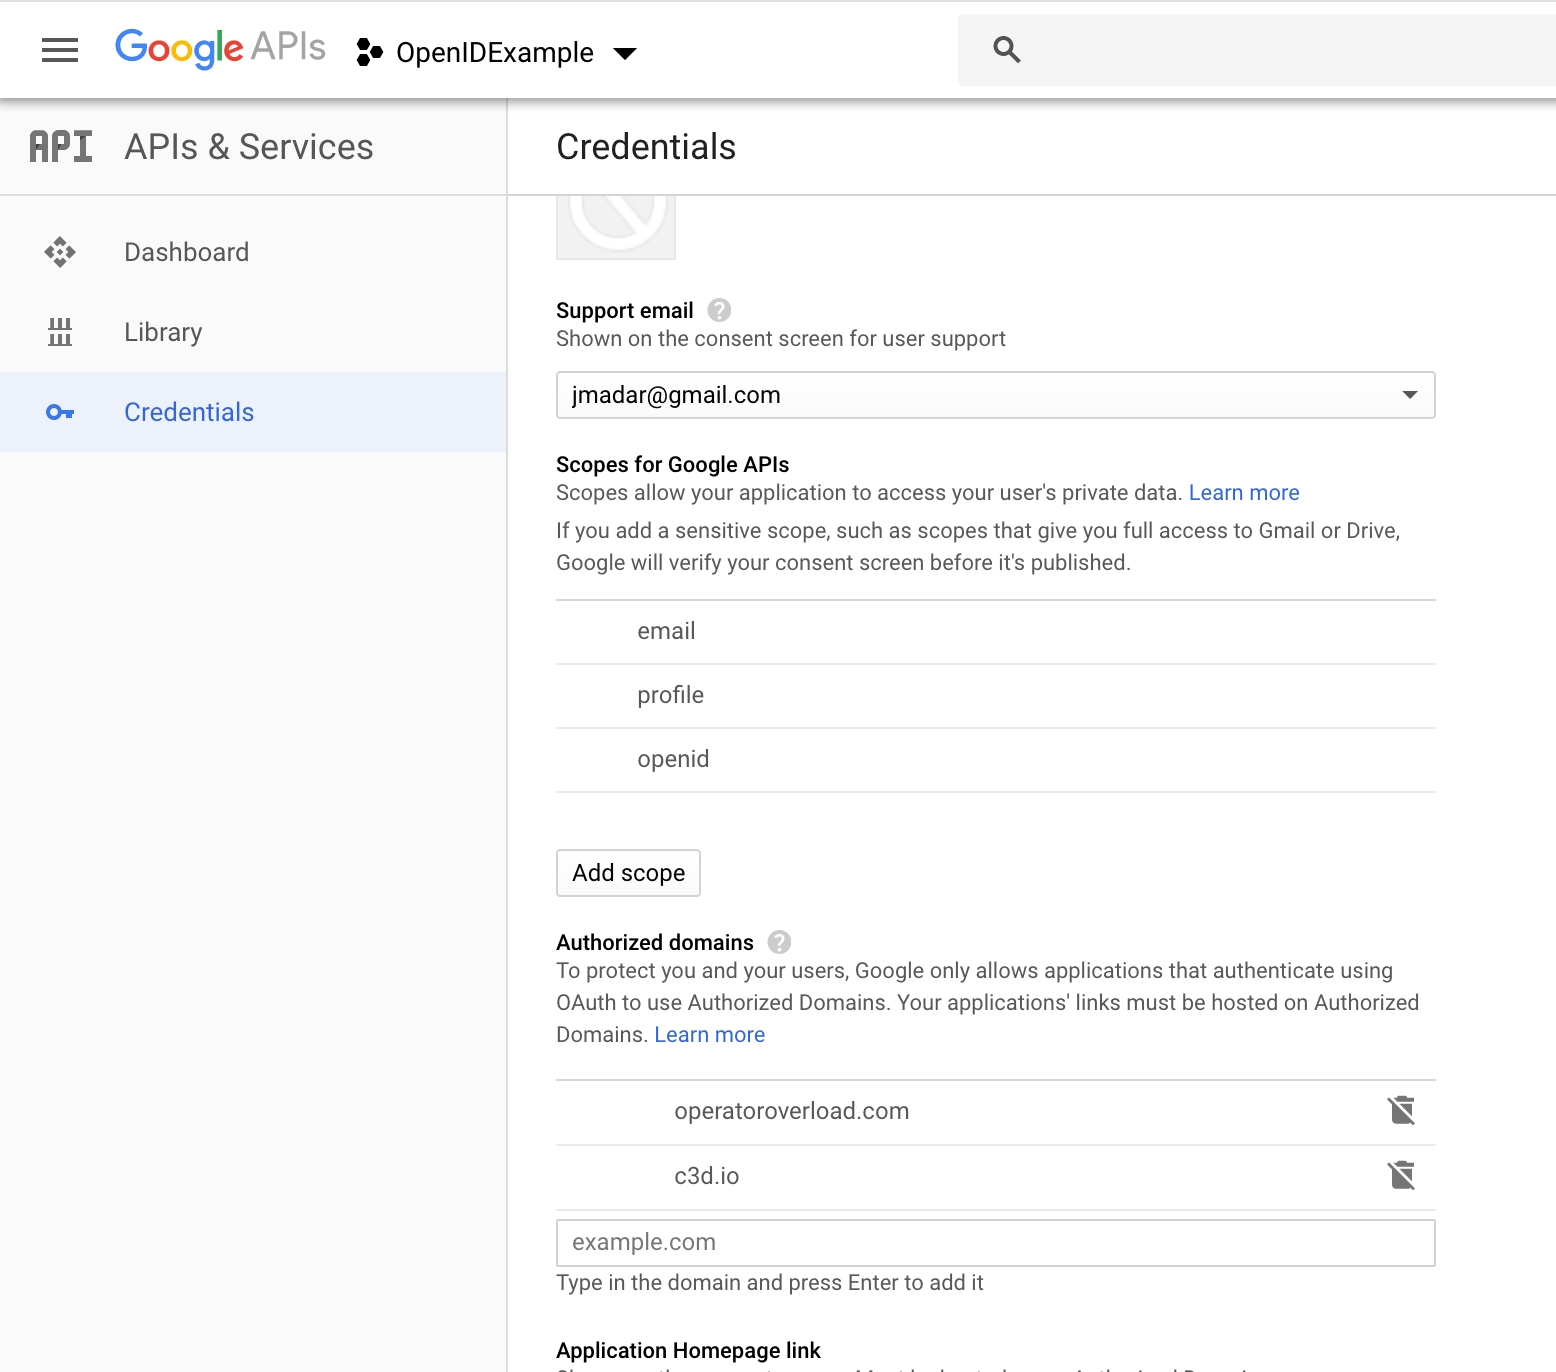 Google APIs OpenIDExample
API APIs & Services
Credentials
Dashboard
Library
Credentials
Support email ?
Shown on the consent screen for user support
jmadar@gmail.com
Scopes for Google APIs
Scopes allow your application to access your user's private data. Learn more
If you add a sensitive scope, such as scopes that give you full access to Gmail or Drive,
Google will verify your consent screen before it's published.
email
profile
openid
Add scope
Authorized domains ?
To protect you and your users, Google only allows applications that authenticate using
OAuth to use Authorized Domains. Your applications' links must be hosted on Authorized
Domains. Learn more
operatoroverload.com
c3d.io
example.com
Type in the domain and press Enter to add it
Application Homepage link